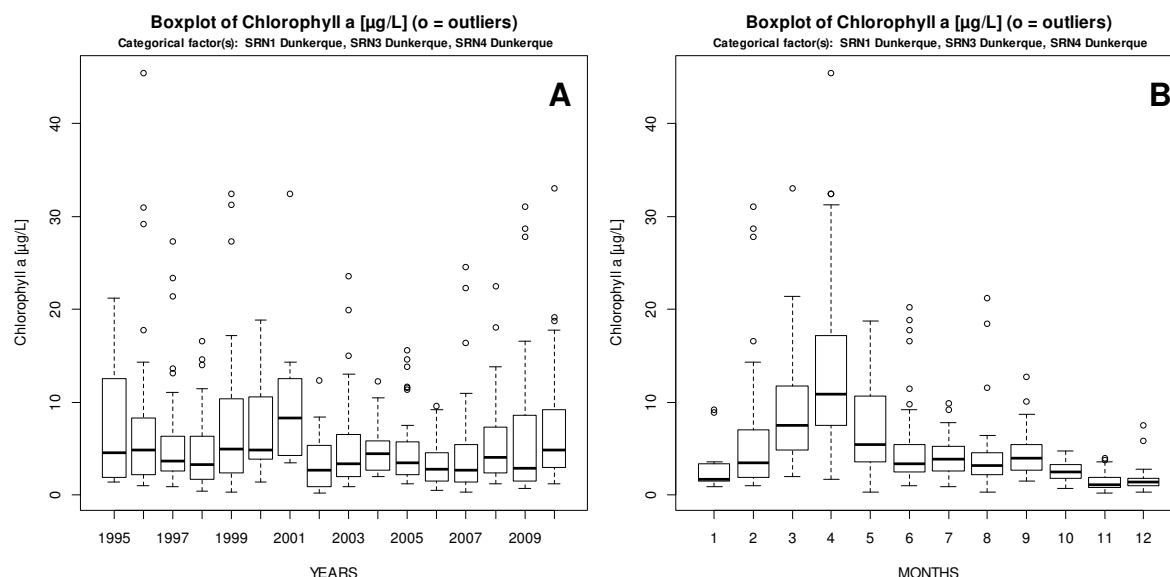 Boxplot of Chlorophyll a [µg/L] (o = outliers)
Categorical factor(s): SRN1 Dunkerque, SRN3 Dunkerque, SRN4 Dunkerque
A
Chlorophyll a [µg/L]
0 10 20 30 40
1995 1997 1999 2001 2003 2005 2007 2009
YEARS
Boxplot of Chlorophyll a [µg/L] (o = outliers)
Categorical factor(s): SRN1 Dunkerque, SRN3 Dunkerque, SRN4 Dunkerque
B
Chlorophyll a [µg/L]
0 10 20 30 40
1 2 3 4 5 6 7 8 9 10 11 12
MONTHS